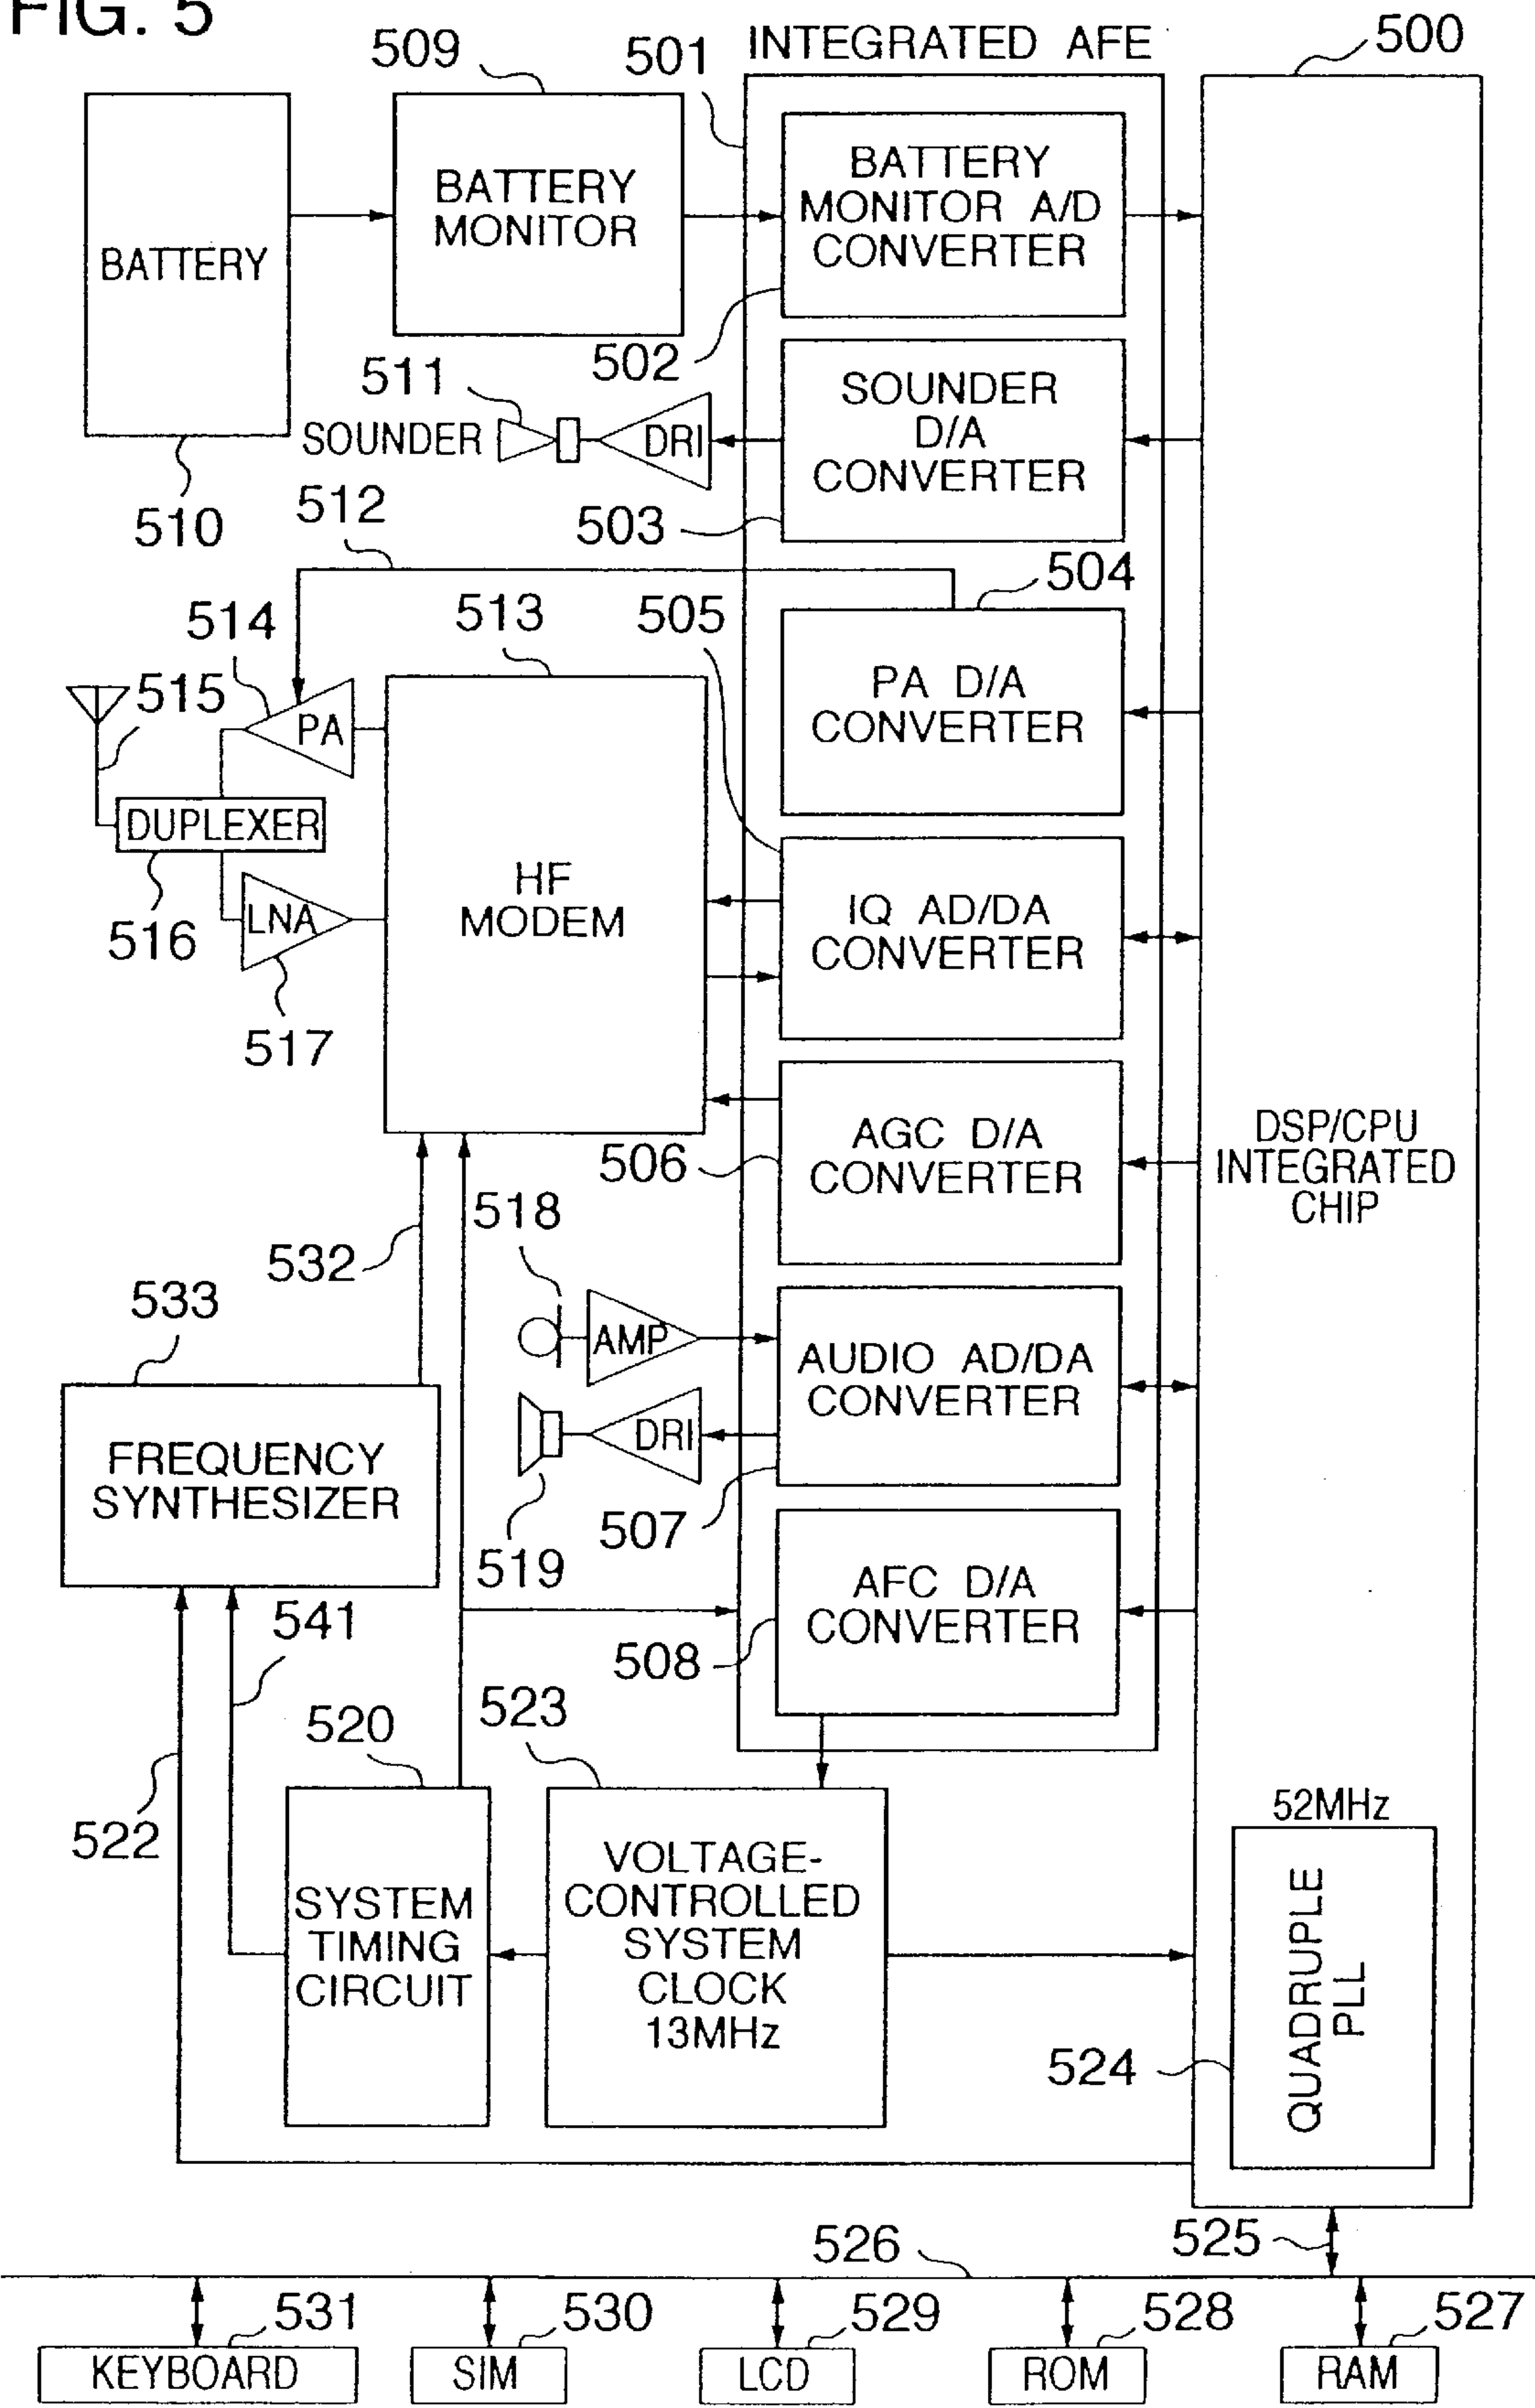 FIG. 5
509
501
INTEGRATED AFE
500
BATTERY
BATTERY
MONITOR
BATTERY
MONITOR A/D
CONVERTER
502
511
SOUNDER
DRI
SOUNDER
D/A
CONVERTER
510
512
503
504
514
513
505
515
PA
PA D/A
CONVERTER
DUPLEXER
HF
MODEM
IQ AD/DA
CONVERTER
516
LNA
517
DSP/CPU
INTEGRATED
CHIP
AGC D/A
CONVERTER
506
518
532
533
AMP
AUDIO AD/DA
CONVERTER
DRI
FREQUENCY
SYNTHESIZER
507
519
AFC D/A
CONVERTER
541
508
520
523
522
52MHz
SYSTEM
TIMING
CIRCUIT
VOLTAGE-
CONTROLLED
SYSTEM
CLOCK
13MHz
QUADRUPLE
PLL
524
526
525
531
530
529
528
527
KEYBOARD
SIM
LCD
ROM
RAM